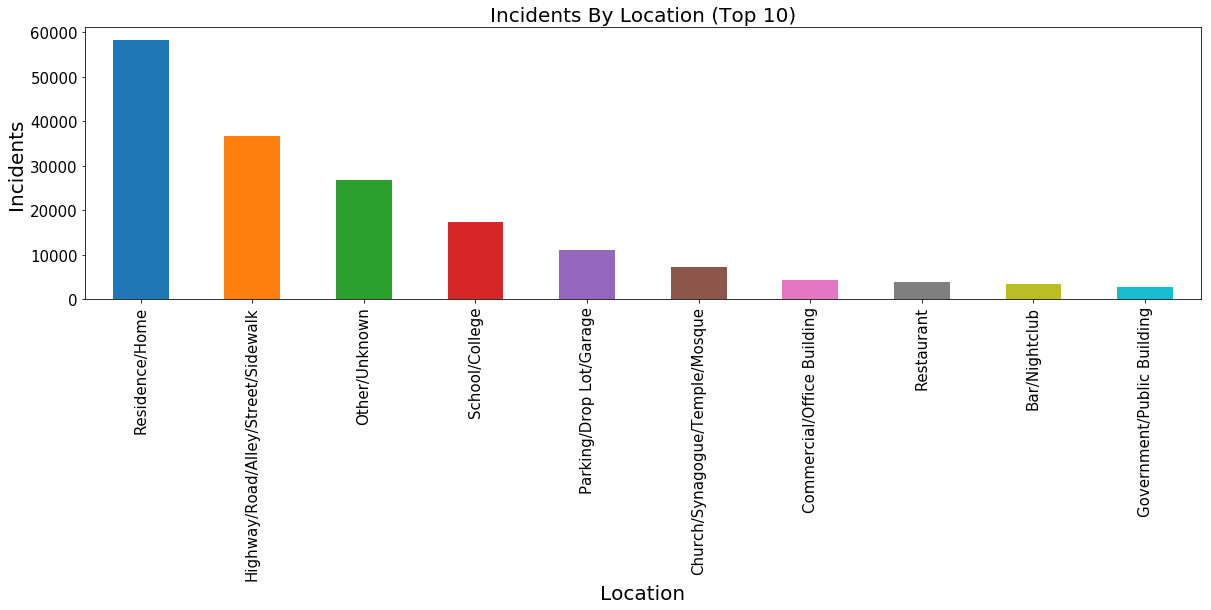 Incidents By Location (Top 10)
Incidents
60000
50000
40000
30000
20000
10000
0
Residence/Home
Highway/Road/Alley/Street/Sidewalk
Other/Unknown
School/College
Parking/Drop Lot/Garage
Church/Synagogue/Temple/Mosque
Commercial/Office Building
Restaurant
Bar/Nightclub
Government/Public Building
Location